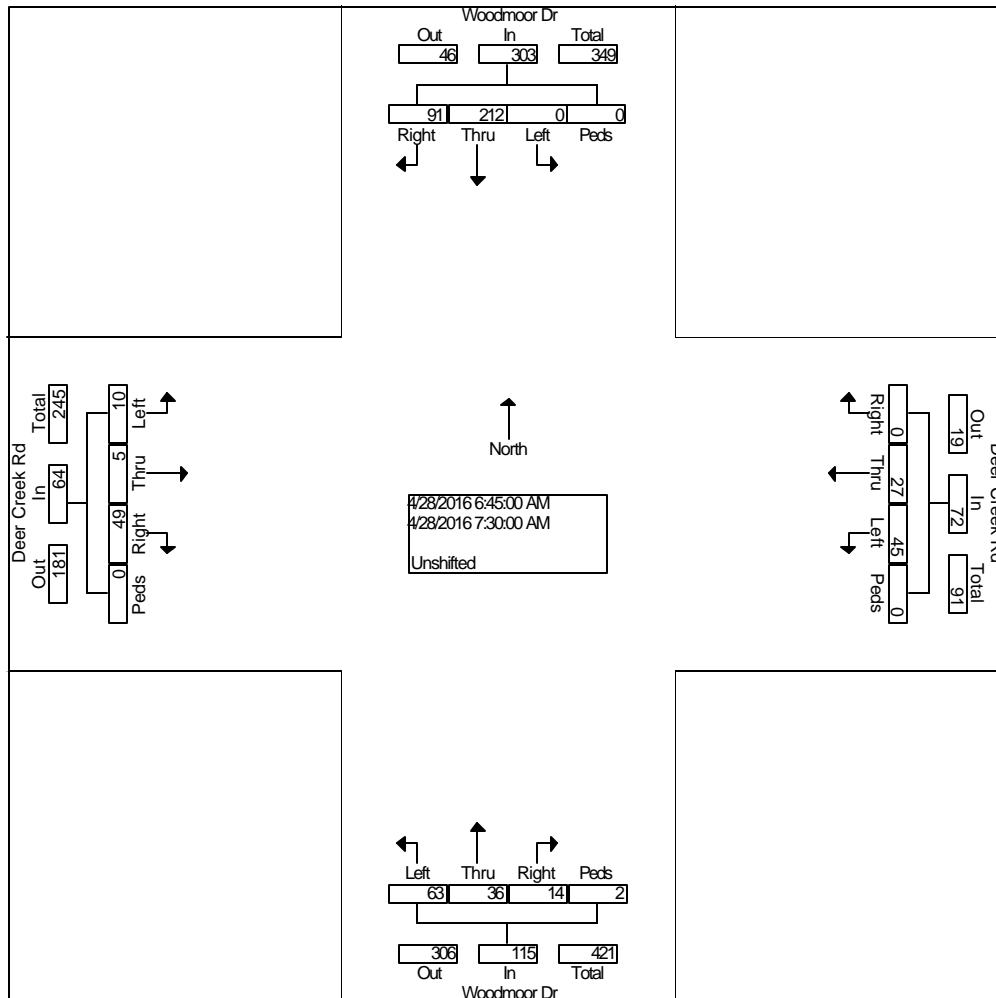 Woodmoor Dr
Out In Total
46 303 349
91 212 0 0
Right Thru Left Peds
Deer Creek Rd
Total In Out
245 64 181
10 5 49 0
Left Thru Right Peds
North
4/28/2016 6:45:00 AM
4/28/2016 7:30:00 AM
Unshifted
Right Thru Left Peds
0 27 45 0
Out In Total
19 72 91
Deer Creek Rd
Left Thru Right Peds
63 36 14 2
306 115 421
Out In Total
Woodmoor Dr